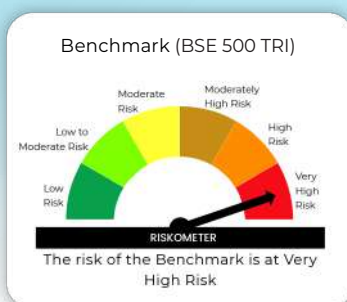 Benchmark (BSE 500 TRI)
Moderate
Risk
Moderately
High Risk
Low to
Moderate Risk
High
Risk
Low
Risk
Very
High
Risk
RISKOMETER
The risk of the Benchmark is at Very
High Risk